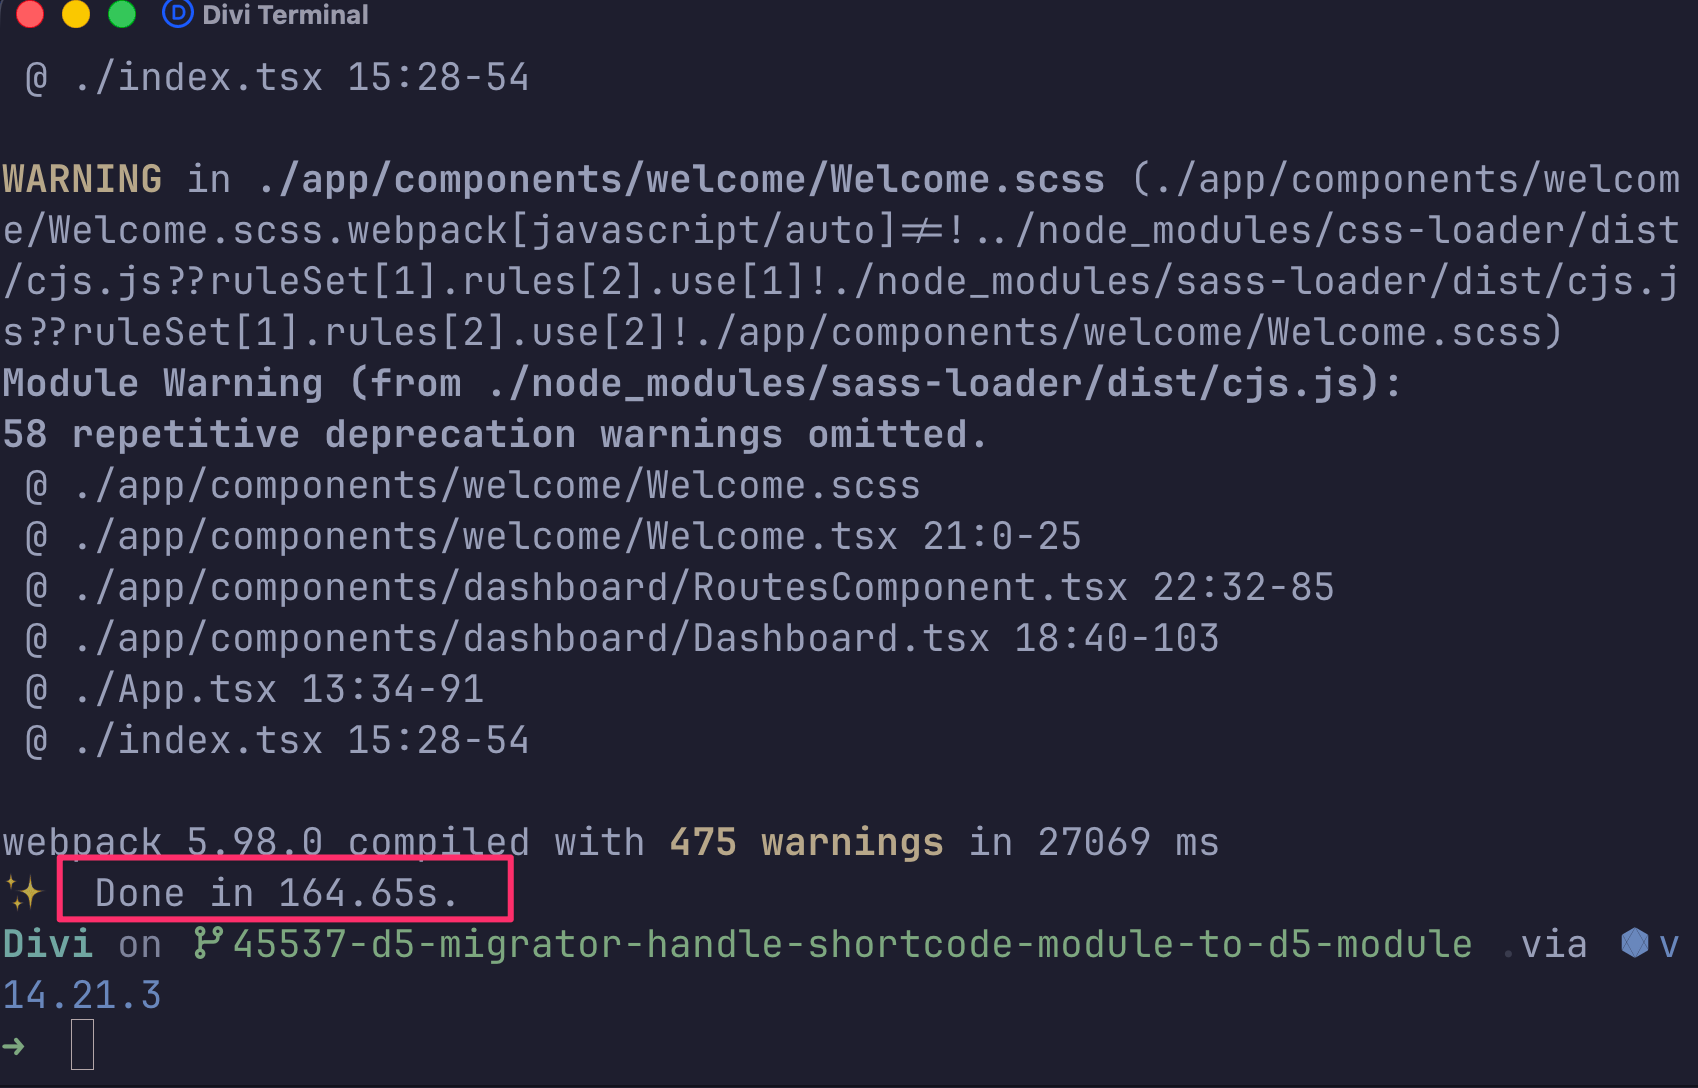 Divi Terminal
@ ./index.tsx 15:28-54
WARNING in ./app/components/welcome/Welcome.scss (./app/components/welcom
e/Welcome.scss.webpack[javascript/auto]!=!../node_modules/css-loader/dist
/cjs.js??ruleSet[1].rules[2].use[1]!./node_modules/sass-loader/dist/cjs.j
s??ruleSet[1].rules[2].use[2]!./app/components/welcome/Welcome.scss)
Module Warning (from ./node_modules/sass-loader/dist/cjs.js):
58 repetitive deprecation warnings omitted.
@ ./app/components/welcome/Welcome.scss
@ ./app/components/welcome/Welcome.tsx 21:0-25
@ ./app/components/dashboard/RoutesComponent.tsx 22:32-85
@ ./app/components/dashboard/Dashboard.tsx 18:40-103
@ ./App.tsx 13:34-91
@ ./index.tsx 15:28-54
webpack 5.98.0 compiled with 475 warnings in 27069 ms
✨ Done in 164.65s.
Divi on 45537-d5-migrator-handle-shortcode-module-to-d5-module .via v
14.21.3
➜